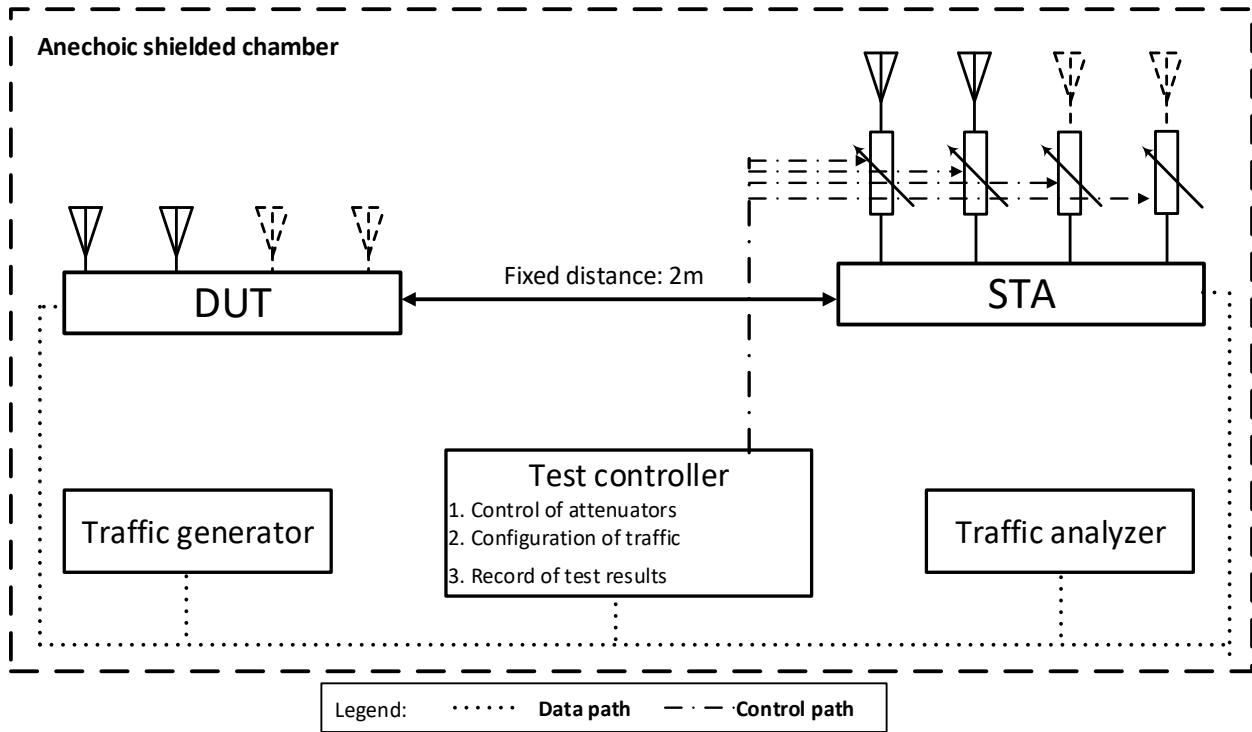 Anechoic shielded chamber
DUT
Fixed distance: 2m
STA
Traffic generator
Test controller
1. Control of attenuators
2. Configuration of traffic
3. Record of test results
Traffic analyzer
Legend: Data path Control path